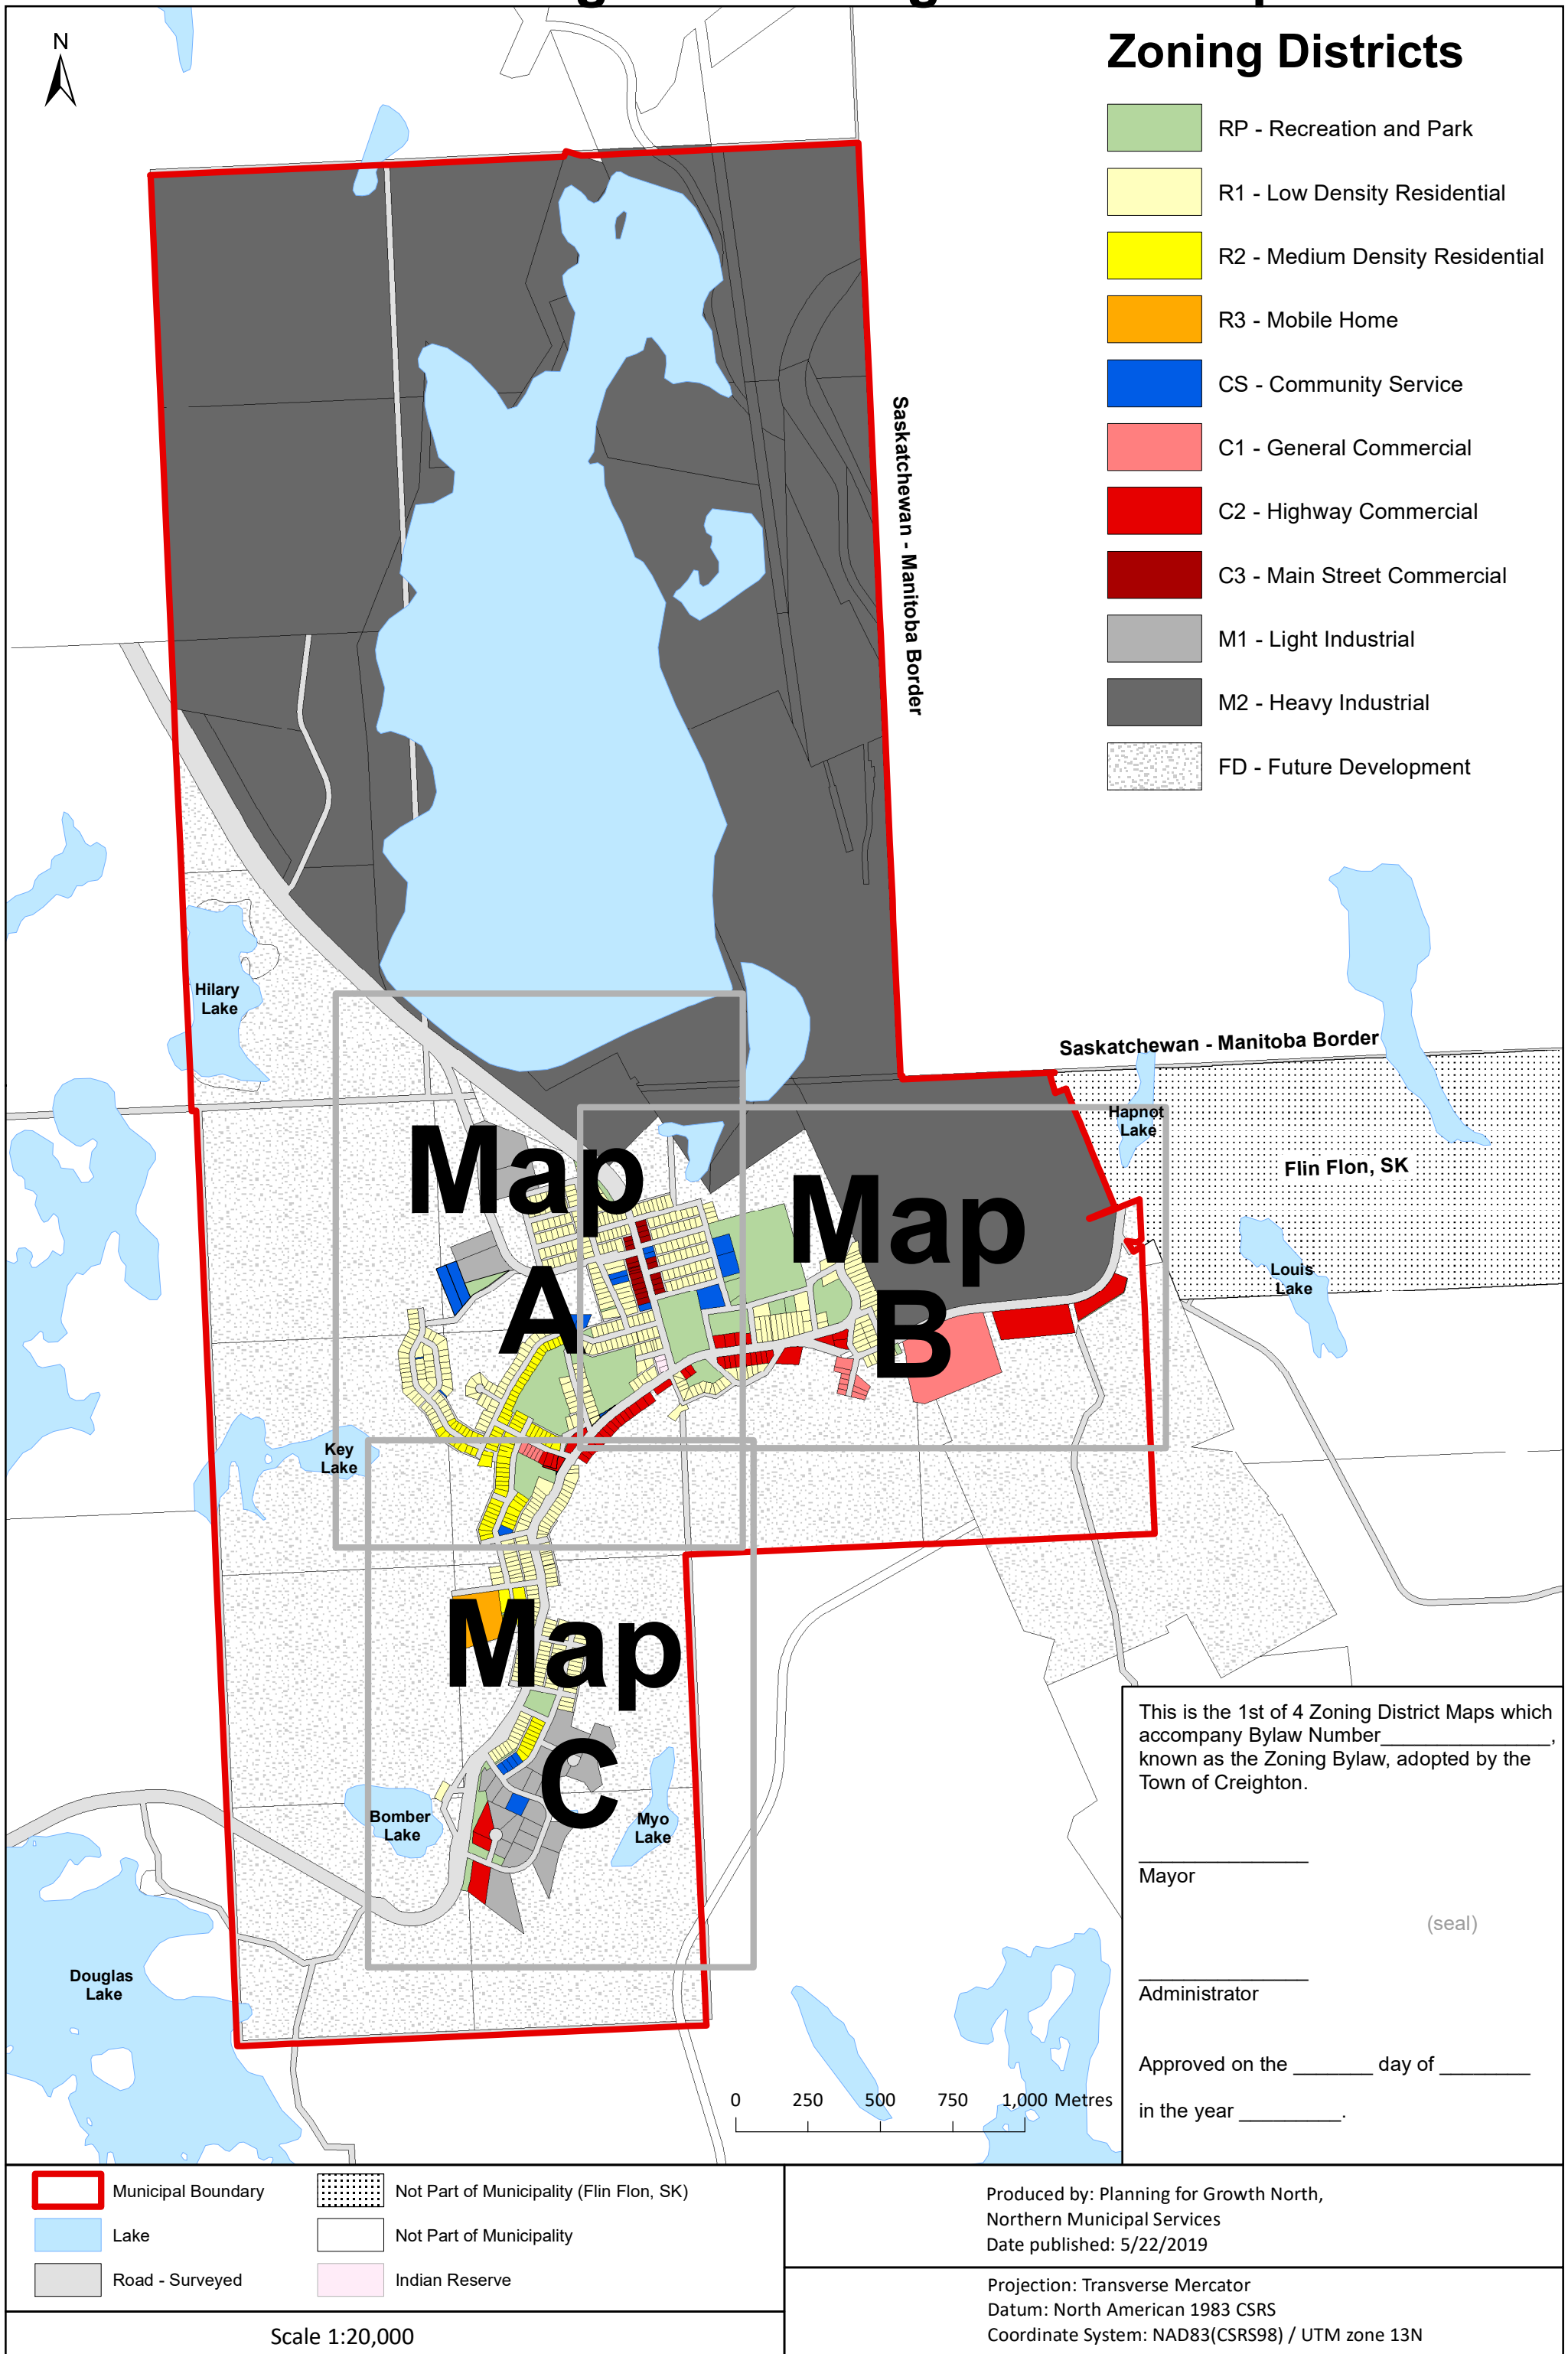 N
Zoning Districts
RP - Recreation and Park
R1 - Low Density Residential
R2 - Medium Density Residential
R3 - Mobile Home
CS - Community Service
C1 - General Commercial
C2 - Highway Commercial
C3 - Main Street Commercial
M1 - Light Industrial
M2 - Heavy Industrial
FD - Future Development
Saskatchewan - Manitoba Border
Hilary
Lake
Saskatchewan - Manitoba Border
Hapnot
Lake
Flin Flon, SK
Louis
Lake
Map
A
Map
B
Key
Lake
Map
C
Bomber
Lake
Myo
Lake
Douglas
Lake
This is the 1st of 4 Zoning District Maps which
accompany Bylaw Number_______________,
known as the Zoning Bylaw, adopted by the
Town of Creighton.
_______________
Mayor
(seal)
_______________
Administrator
Approved on the _______ day of ________
in the year _________.
0 250 500 750 1,000 Metres
Municipal Boundary
Lake
Road - Surveyed
Not Part of Municipality (Flin Flon, SK)
Not Part of Municipality
Indian Reserve
Scale 1:20,000
Produced by: Planning for Growth North,
Northern Municipal Services
Date published: 5/22/2019
Projection: Transverse Mercator
Datum: North American 1983 CSRS
Coordinate System: NAD83(CSRS98) / UTM zone 13N